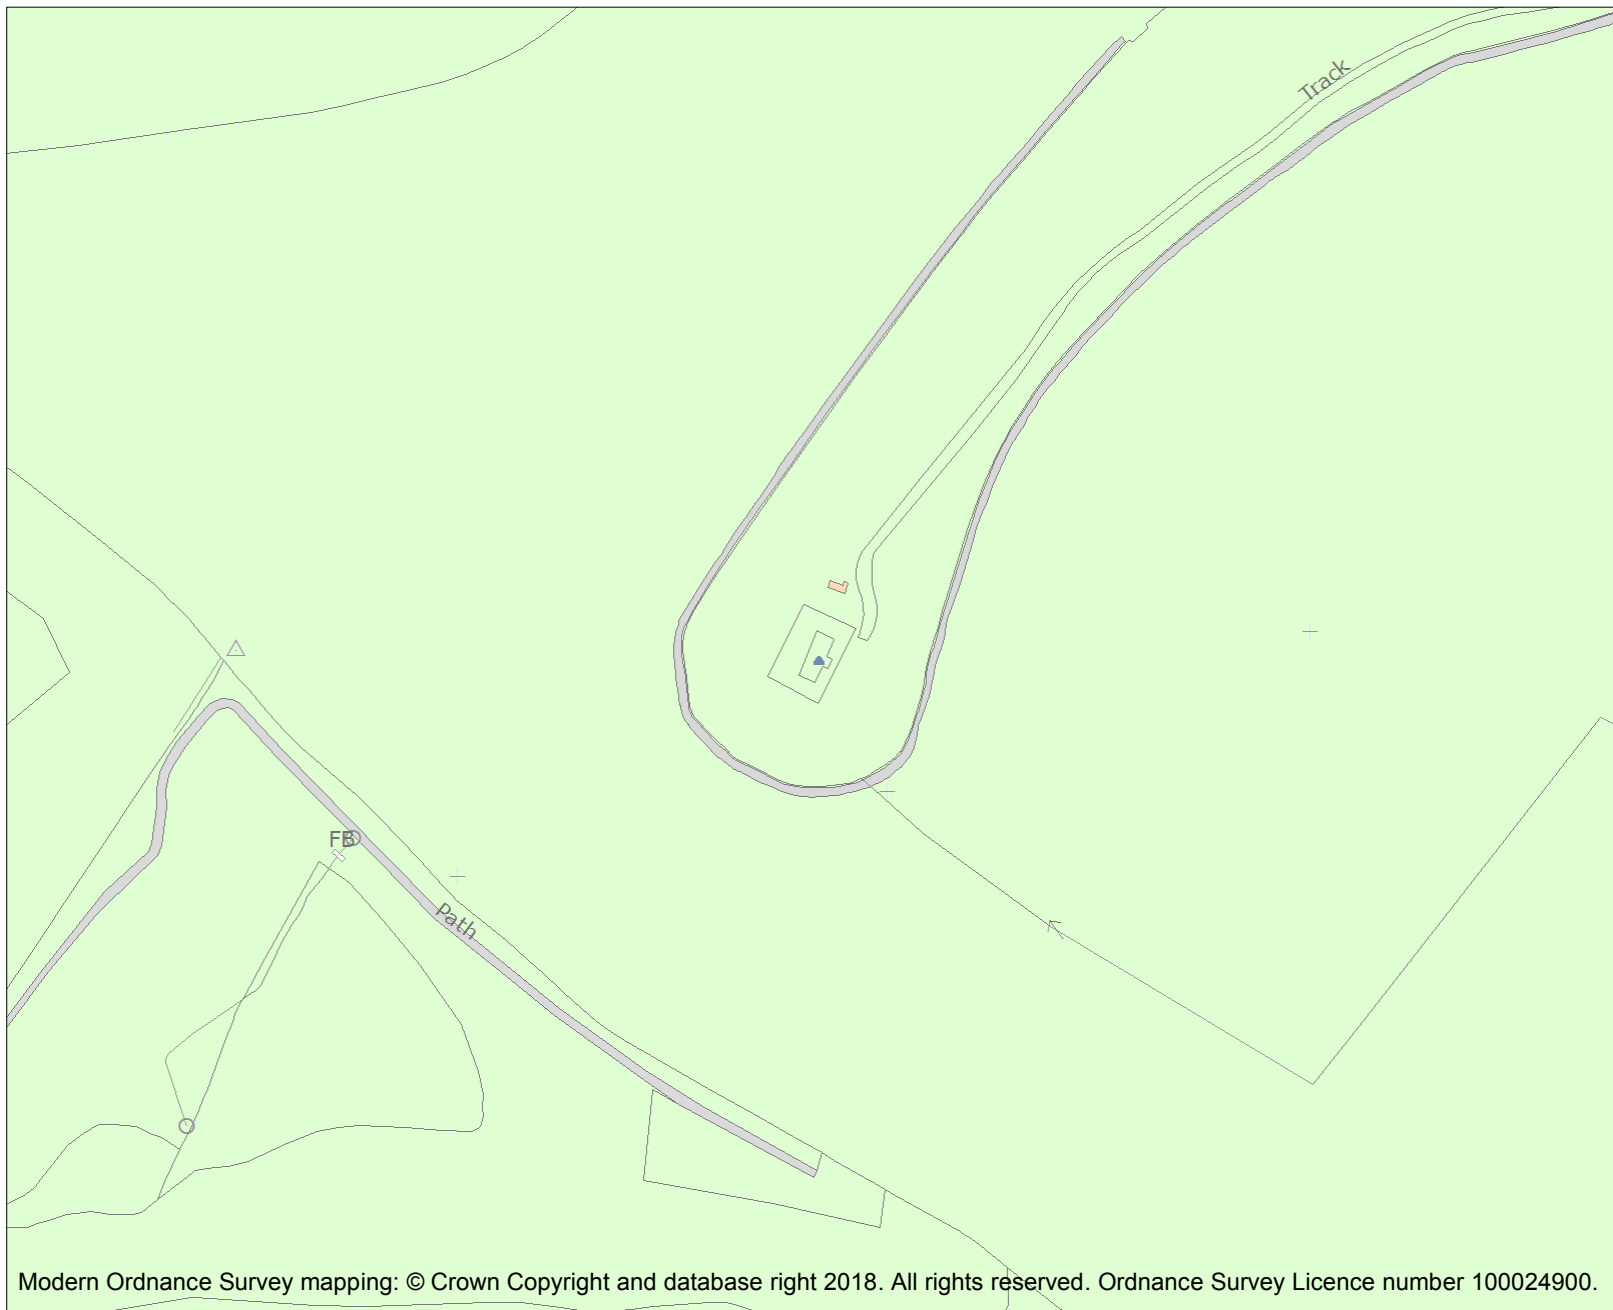 Track
FB
Path
Modern Ordnance Survey mapping: © Crown Copyright and database right 2018. All rights reserved. Ordnance Survey Licence number 100024900.